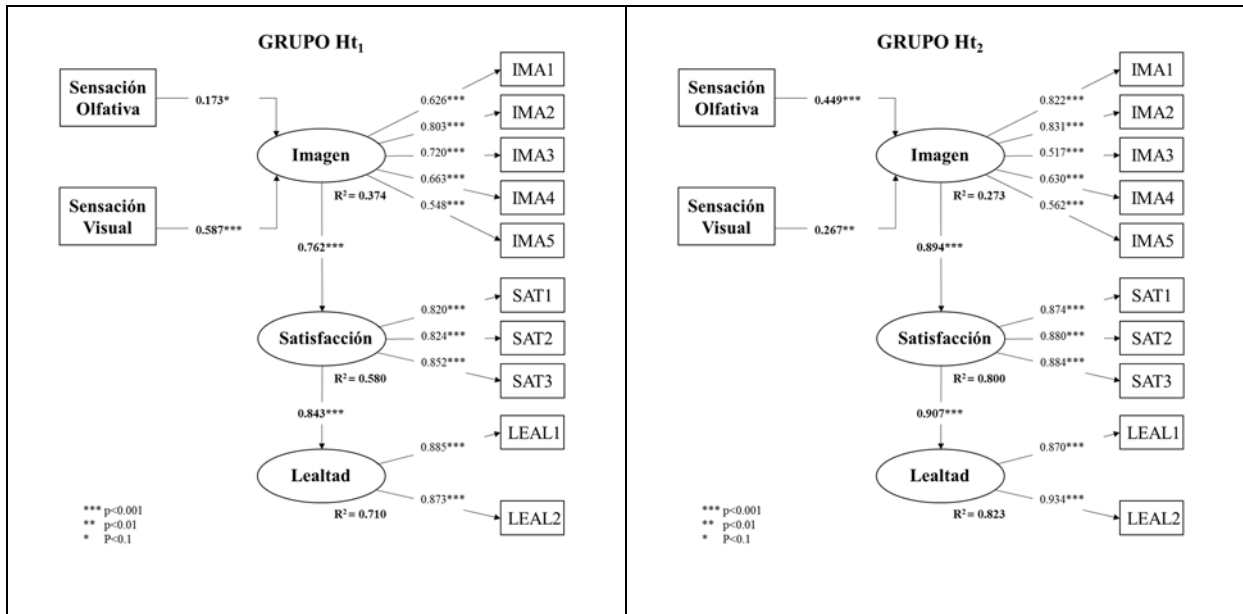 GRUPO Ht₁
Sensación
Olfativa
0.173*
Sensación
Visual
0.587***
Imagen
R² = 0.374
0.626***
0.803***
0.720***
0.663***
0.548***
IMA1
IMA2
IMA3
IMA4
IMA5
0.762***
Satisfacción
R² = 0.580
0.820***
0.824***
0.852***
SAT1
SAT2
SAT3
0.843***
Lealtad
R² = 0.710
0.885***
0.873***
LEAL1
LEAL2
*** p<0.001
** p<0.01
* P<0.1
GRUPO Ht₂
Sensación
Olfativa
0.449***
Sensación
Visual
0.267**
Imagen
R² = 0.273
0.822***
0.831***
0.517***
0.630***
0.562***
IMA1
IMA2
IMA3
IMA4
IMA5
0.894***
Satisfacción
R² = 0.800
0.874***
0.880***
0.884***
SAT1
SAT2
SAT3
0.907***
Lealtad
R² = 0.823
0.870***
0.934***
LEAL1
LEAL2
*** p<0.001
** p<0.01
* P<0.1